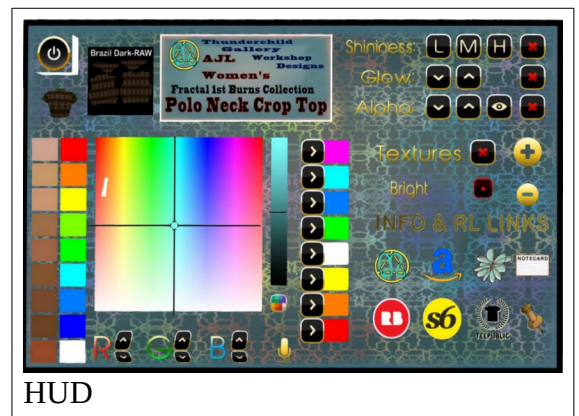 Brazil Dark-RAW
Thunderchild
Gallery
AJL Workshop
Designs
Women's
Fractal 1st Burns Collection
Polo Neck Crop Top
Shininess: L M H
Glow:
Alpha:
Textures
Bright
INFO & RL LINKS
a
NOTECARD
RB
s6
TEEPUBLIC
R G B
HUD